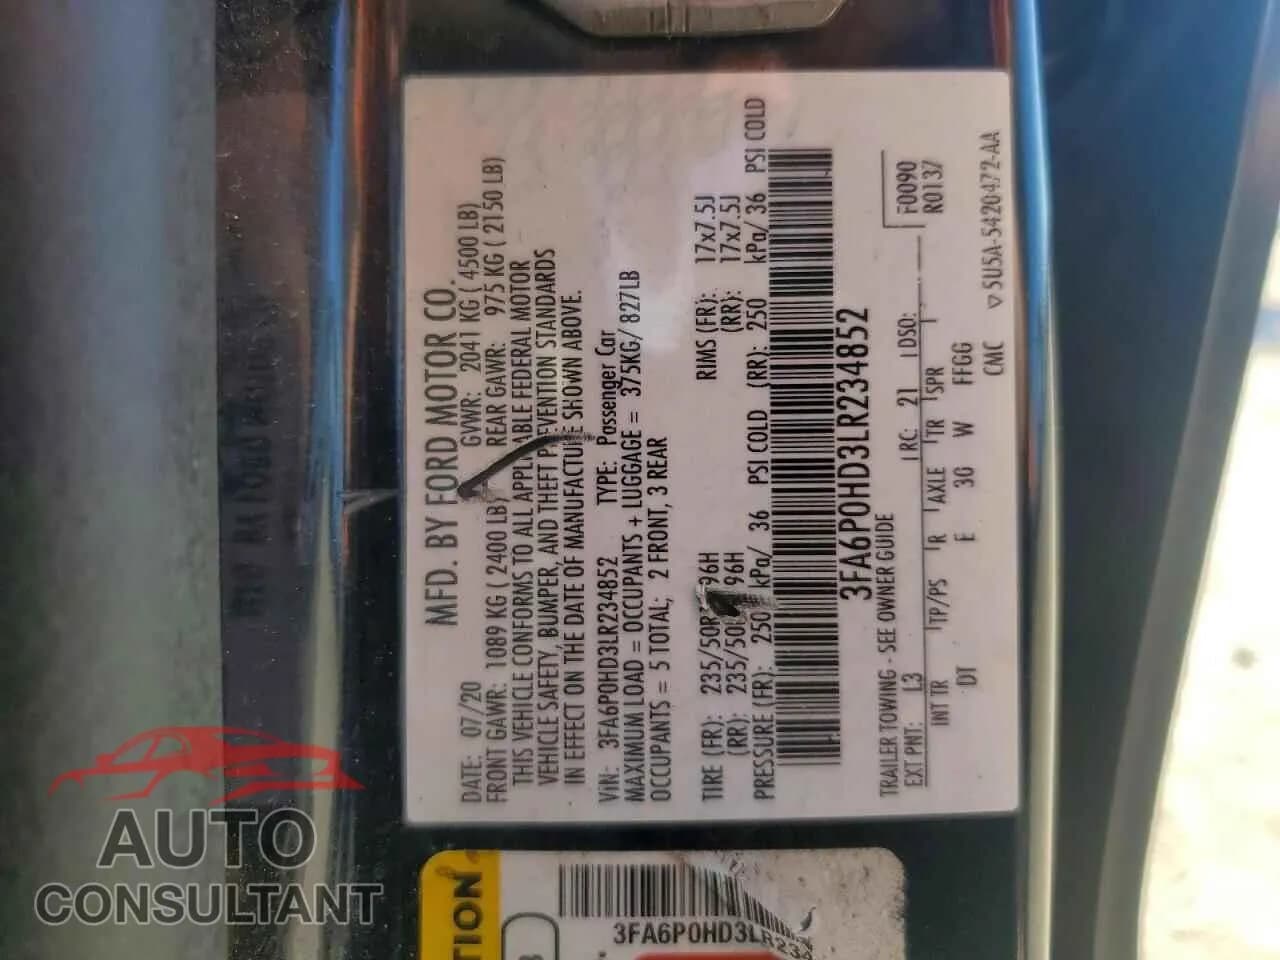 MFD. BY FORD MOTOR CO.
DATE: 07/20 GVWR: 2041 KG ( 4500 LB)
FRONT GAWR: 1089 KG ( 2400 LB) REAR GAWR: 975 KG ( 2150 LB)
THIS VEHICLE CONFORMS TO ALL APPLICABLE FEDERAL MOTOR
VEHICLE SAFETY, BUMPER, AND THEFT PREVENTION STANDARDS
IN EFFECT ON THE DATE OF MANUFACTURE SHOWN ABOVE.
VIN: 3FA6P0HD3LR234852 TYPE: Passenger Car
MAXIMUM LOAD = OCCUPANTS + LUGGAGE = 375KG/ 827LB
OCCUPANTS = 5 TOTAL; 2 FRONT, 3 REAR
TIRE (FR): 235/50R 96H RIMS (FR): 17x7.5J
(RR): 235/50 96H (RR): 17x7.5J
PRESSURE (FR): 250 kPa/ 36 PSI COLD (RR): 250 kPa/ 36 PSI COLD
3FA6P0HD3LR234852
TRAILER TOWING - SEE OWNER GUIDE F0090
EXT PNT: L3 RC: 21 DSO: R0137
INT TR TP/PS R AXLE TR SPR
DT E 3G W FFGG
CMC ▽5U5A-5420472-AA
TION
3FA6P0HD3LR23
AUTO
CONSULTANT